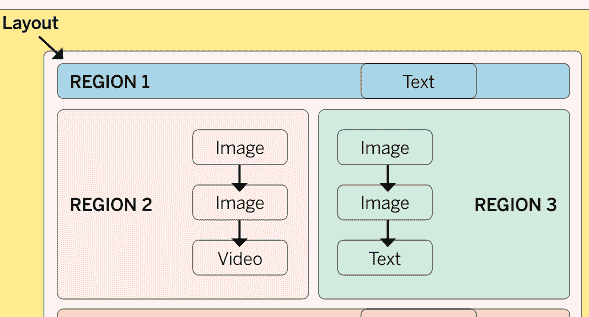 Layout
REGION 1
Text
REGION 2
Image
Image
Video
Image
Image
Text
REGION 3